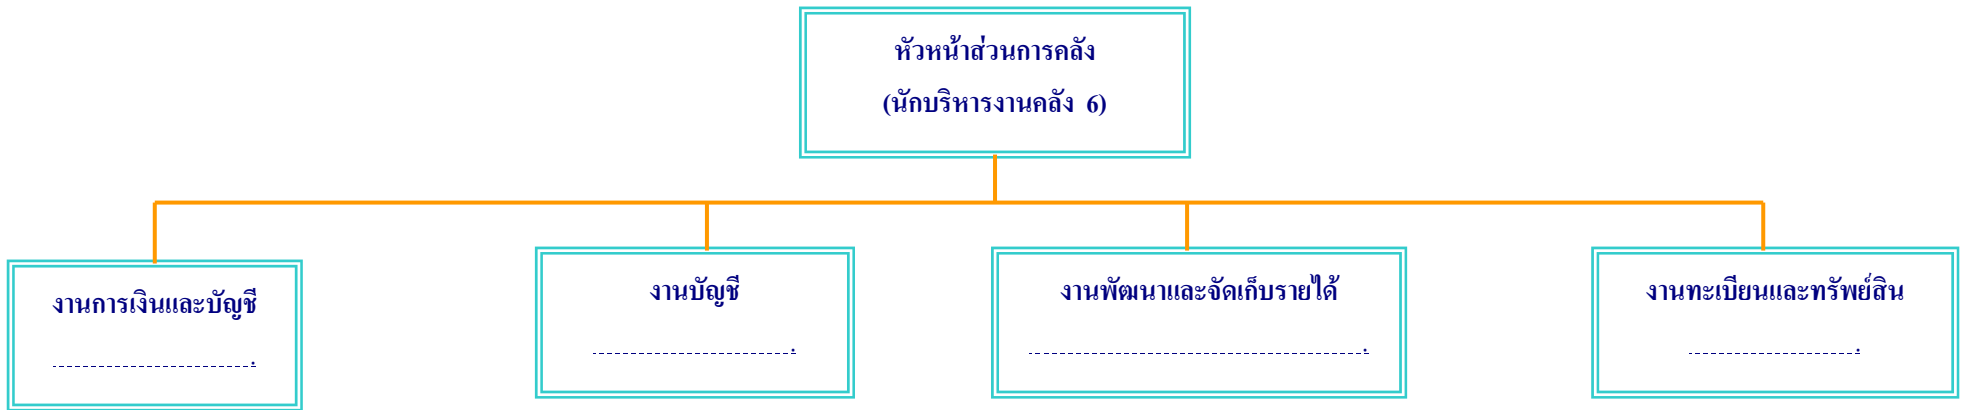 หัวหน้าส่วนการคลัง
(นักบริหารงานคลัง 6)
งานการเงินและบัญชี
.
งานบัญชี
.
งานพัฒนาและจัดเก็บรายได้
.
งานทะเบียนและทรัพย์สิน
.